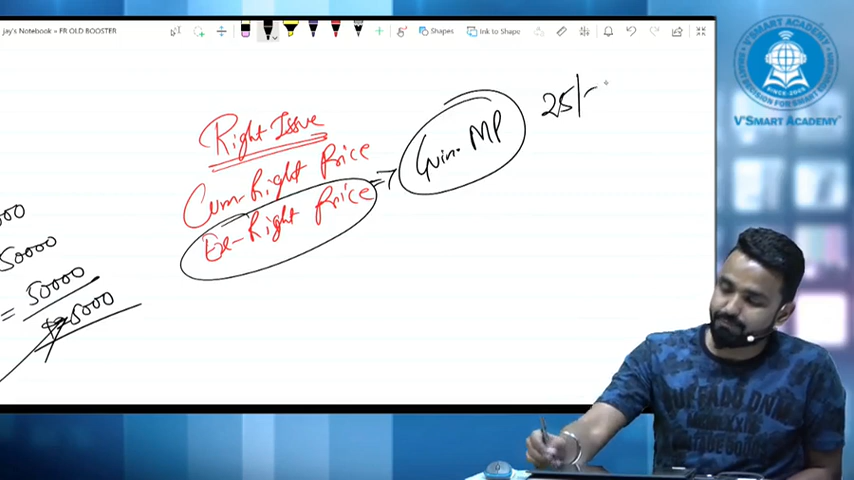 jay's Notebook » FR OLD BOOSTER
Shapes
Ink to Shape
V'SMART ACADEMY
SINCE-2005
V'SMART ACADEMY
25/-
Right Issue
MP
Cum-Right Price
Ex-Right Price
000
50000
= 50000
5000